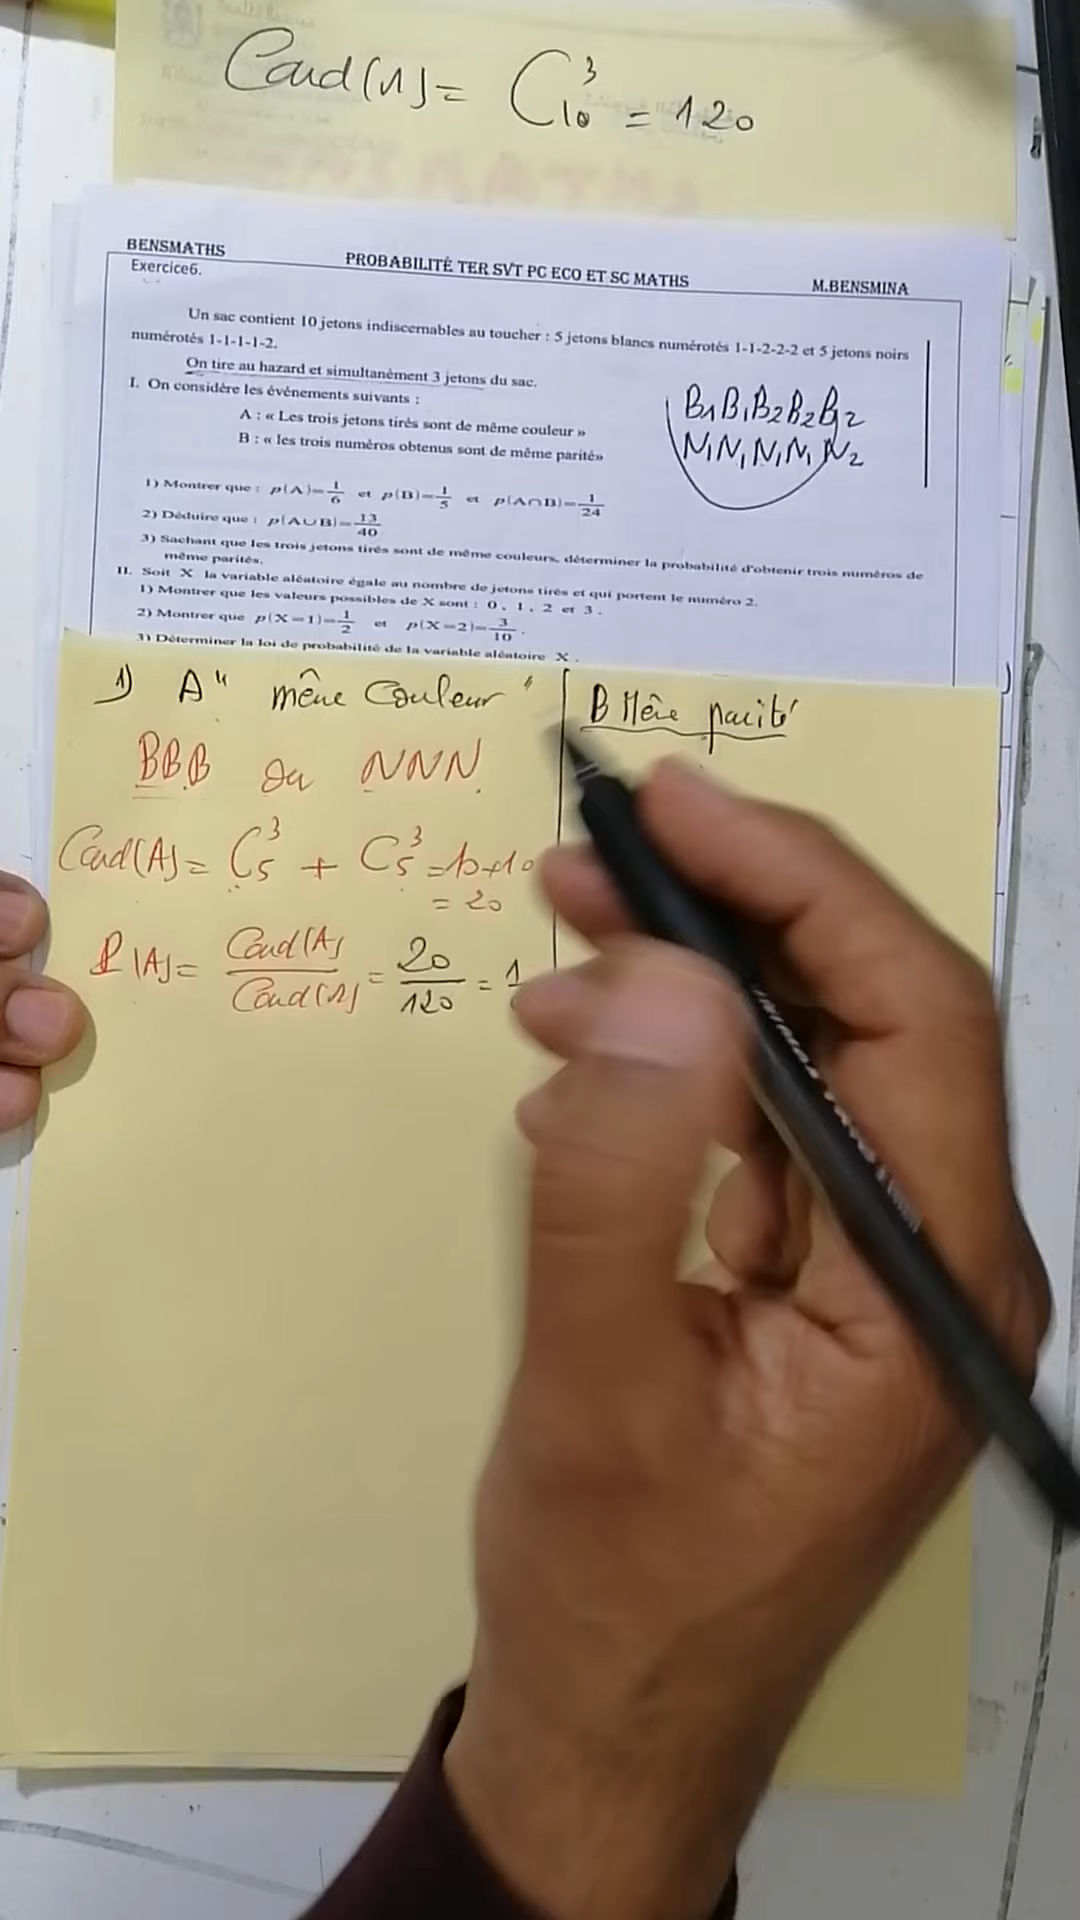 Card(Ω) = C₁₀³ = 120
BENSMATHS
PROBABILITÉ TER SVT PC ECO ET SC MATHS
M.BENSMINA
Exercice6.
Un sac contient 10 jetons indiscernables au toucher : 5 jetons blancs numérotés 1-1-2-2-2 et 5 jetons noirs
numérotés 1-1-1-1-2.
On tire au hazard et simultanément 3 jetons du sac.
I. On considère les événements suivants :
A : « Les trois jetons tirés sont de même couleur »
B : « les trois numéros obtenus sont de même parité»
B₁B₁B₂B₂B₂
N₁N₁N₁N₁N₂
1) Montrer que : p(A)=1/6 et p(B)=1/5 et p(A∩B)=1/24
2) Déduire que : p(A∪B)=13/40
3) Sachant que les trois jetons tirés sont de même couleurs, déterminer la probabilité d'obtenir trois numéros de
même parités.
II. Soit X la variable aléatoire égale au nombre de jetons tirés et qui portent le numéro 2.
1) Montrer que les valeurs possibles de X sont : 0, 1, 2 et 3.
2) Montrer que p(X=1)=1/2 et p(X=2)=3/10.
3) Déterminer la loi de probabilité de la variable aléatoire X.
1) A" même Couleur"
B Même parité
BBB ou NNN
Card(A) = C₅³ + C₅³ = 10+10
= 20
P(A) = Card(A)/Card(Ω) = 20/120 = 1